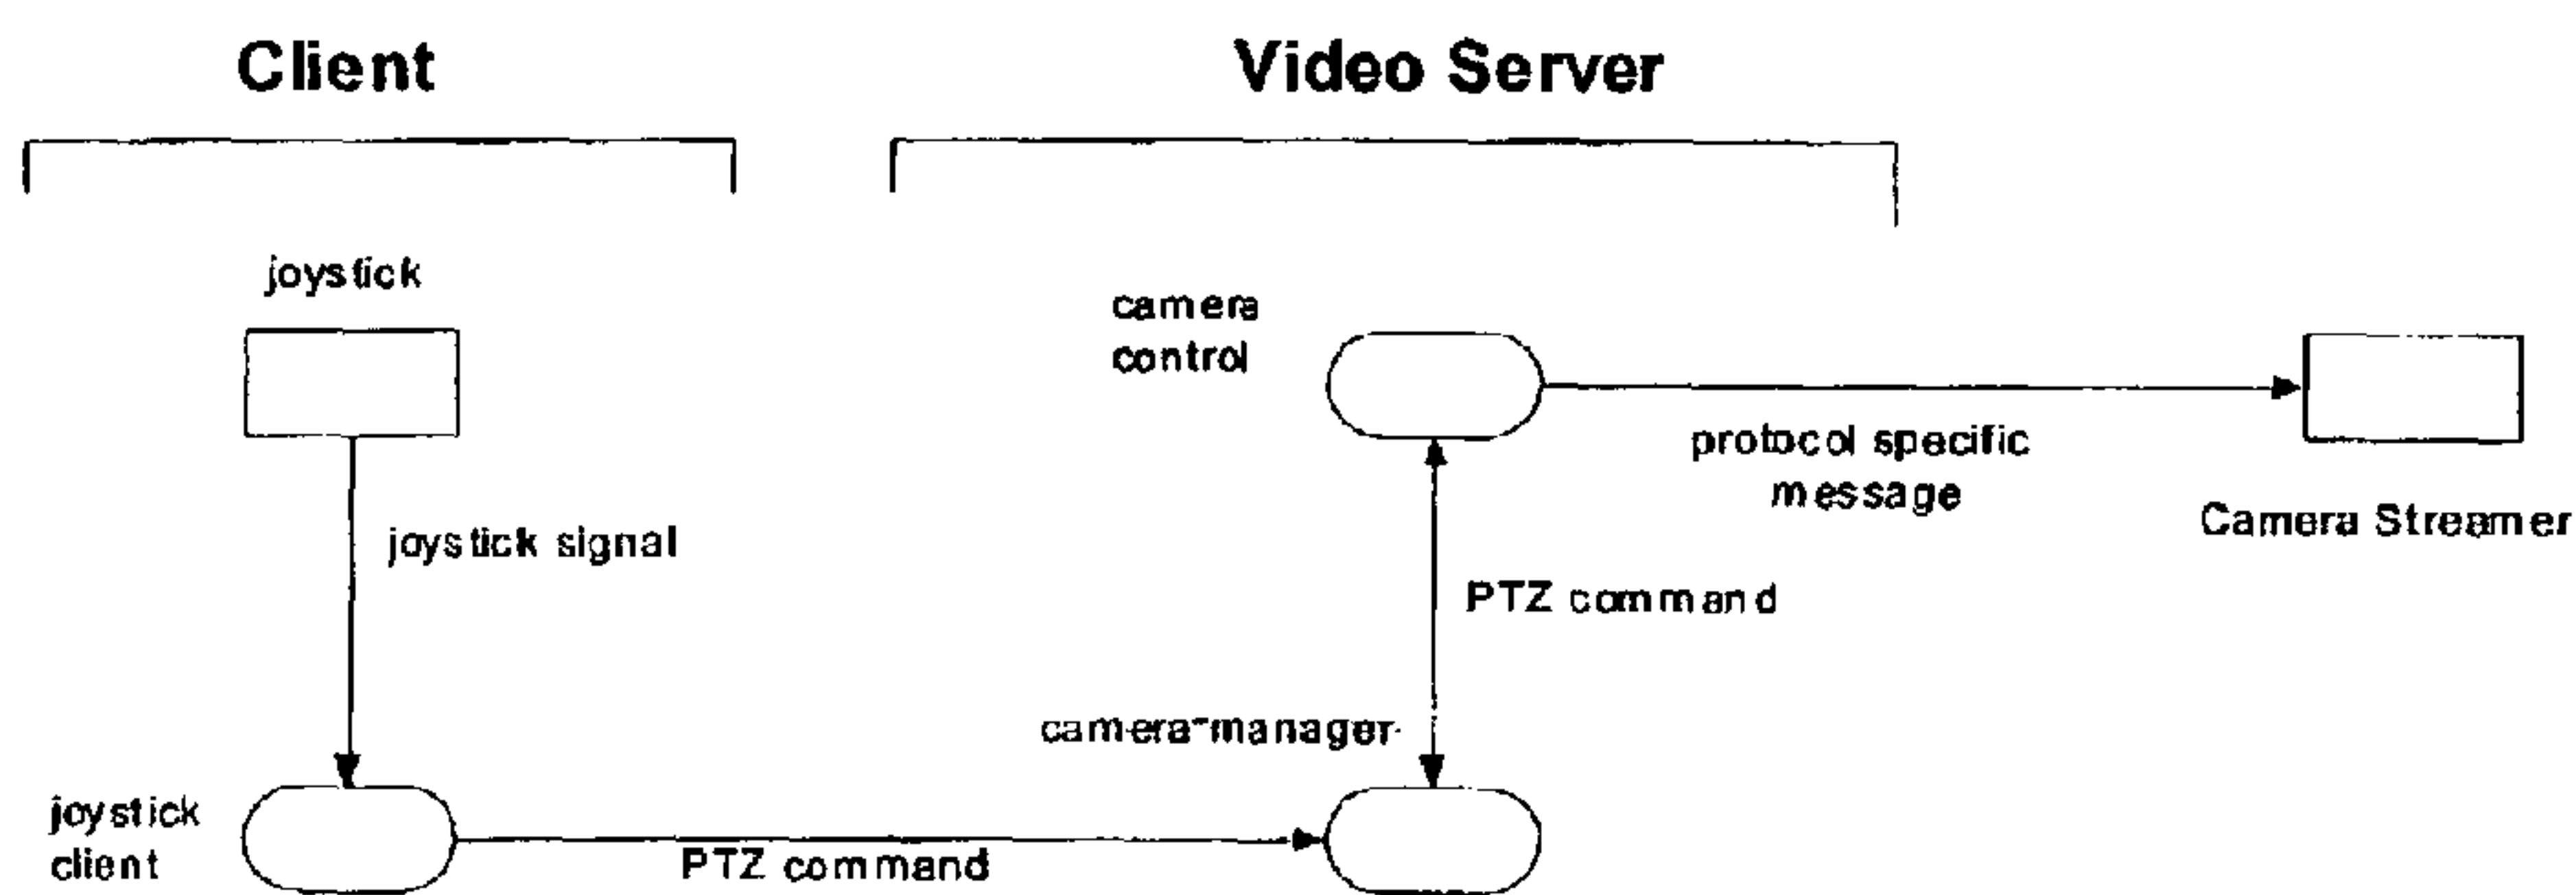 Client
Video Server
joystick
camera
control
protocol specific
message
Camera Streamer
joystick signal
PTZ command
camera-manager
joystick
client
PTZ command